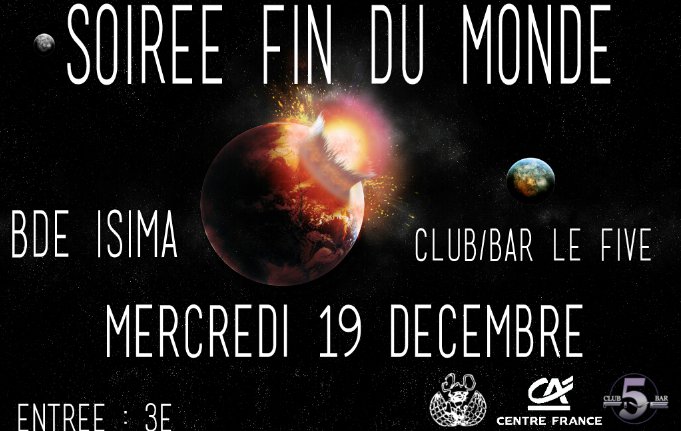 SOIREE FIN DU MONDE
BDE ISIMA
CLUB/BAR LE FIVE
MERCREDI 19 DECEMBRE
ENTREE : 3E
CA
CENTRE FRANCE
CLUB 5 BAR